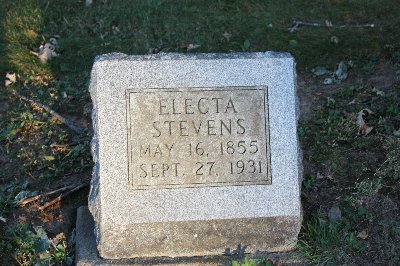 ELECTA
STEVENS
MAY 16, 1855
SEPT. 27, 1931